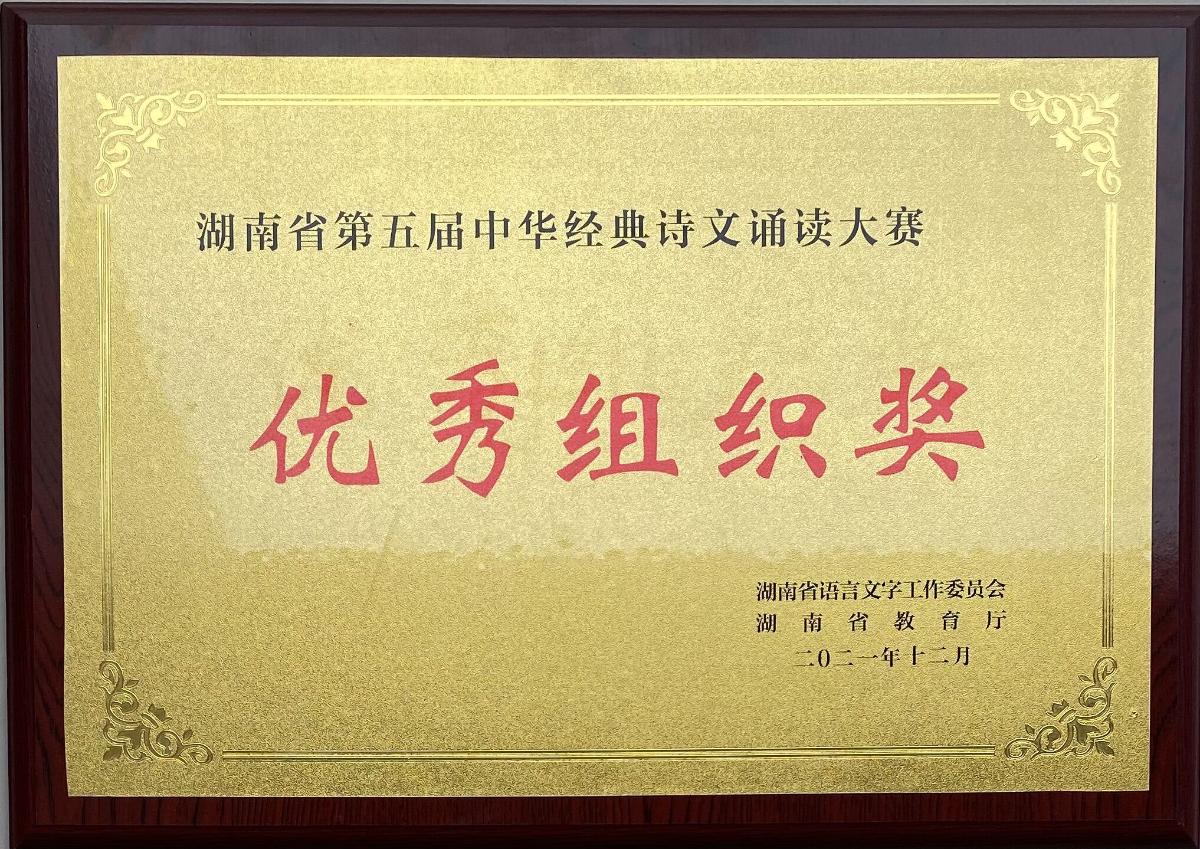 湖南省第五届中华经典诗文诵读大赛
优秀组织奖
湖南省语言文字工作委员会
湖南省教育厅
二0二一年十二月